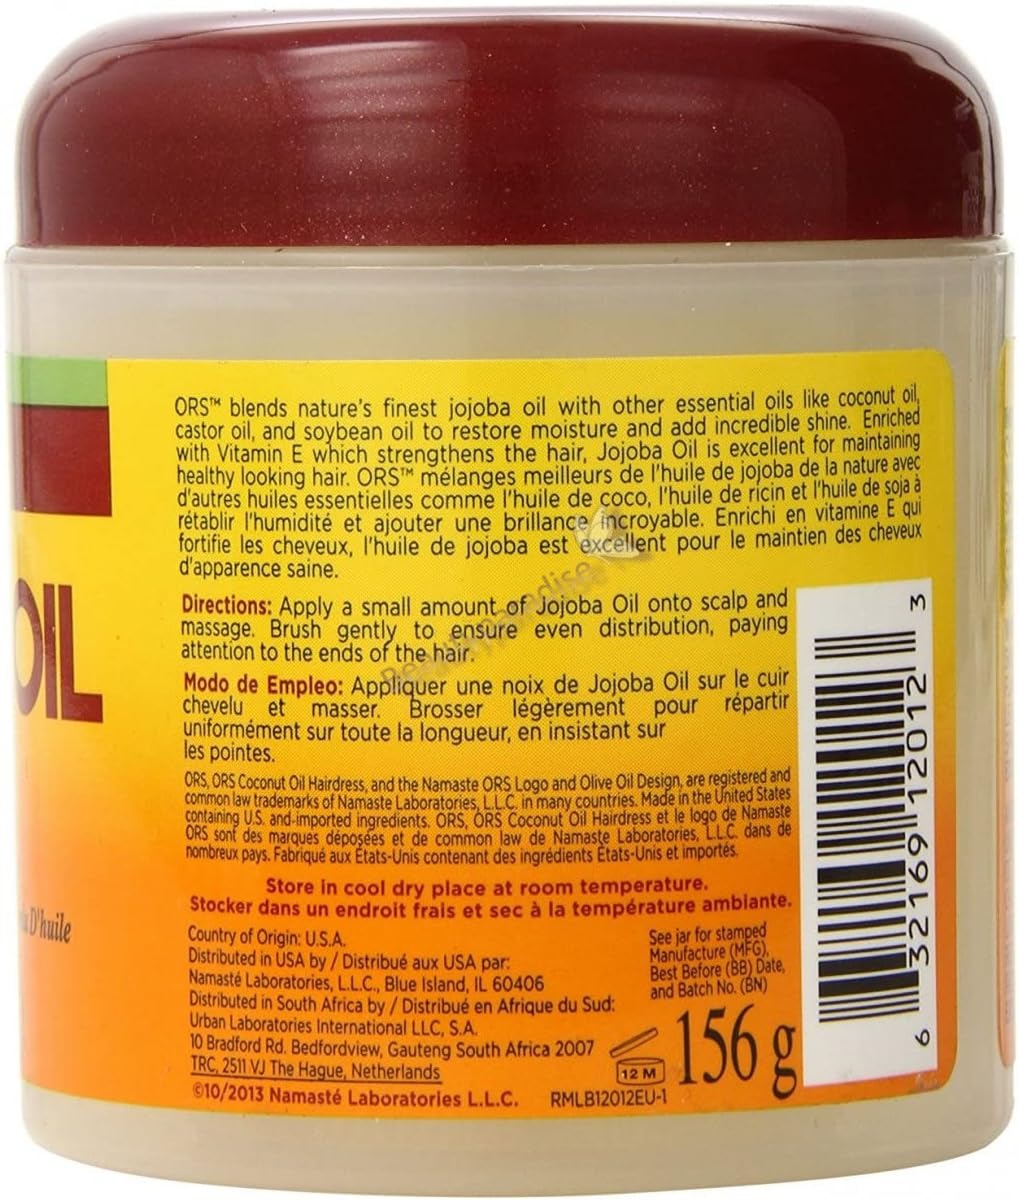 ORS™ blends nature's finest jojoba oil with other essential oils like coconut oil,
castor oil, and soybean oil to restore moisture and add incredible shine. Enriched
with Vitamin E which strengthens the hair, Jojoba Oil is excellent for maintaining
healthy looking hair. ORS™ mélanges meilleurs de l'huile de jojoba de la nature avec
d'autres huiles essentielles comme l'huile de coco, l'huile de ricin et l'huile de soja à
rétablir l'humidité et ajouter une brillance incroyable. Enrichi en vitamine E qui
fortifie les cheveux, l'huile de jojoba est excellent pour le maintien des cheveux
d'apparence saine.
Directions: Apply a small amount of Jojoba Oil onto scalp and
massage. Brush gently to ensure even distribution, paying
attention to the ends of the hair.
Modo de Empleo: Appliquer une noix de Jojoba Oil sur le cuir
chevelu et masser. Brosser légèrement pour répartir
uniformément sur toute la longueur, en insistant sur
les pointes.
ORS, ORS Coconut Oil Hairdress, and the Namaste ORS Logo and Olive Oil Design, are registered and
common law trademarks of Namaste Laboratories, L.L.C. in many countries. Made in the United States
containing U.S. and imported ingredients. ORS, ORS Coconut Oil Hairdress et le logo de Namaste
ORS sont des marques déposées et de common law de Namaste Laboratories, L.L.C. dans de
nombreux pays. Fabriqué aux États-Unis contenant des ingrédients États-Unis et importés.
Store in cool dry place at room temperature.
Stocker dans un endroit frais et sec à la température ambiante.
Country of Origin: U.S.A.
Distributed in USA by / Distribué aux USA par:
Namasté Laboratories, L.L.C., Blue Island, IL 60406
Distributed in South Africa by / Distribué en Afrique du Sud:
Urban Laboratories International LLC, S.A.
10 Bradford Rd. Bedfordview, Gauteng South Africa 2007
TRC, 2511 VJ The Hague, Netherlands
©10/2013 Namasté Laboratories L.L.C.
RMLB12012EU-1
See jar for stamped
Manufacture (MFG),
Best Before (BB) Date,
and Batch No. (BN)
12 M
156 g
6 32169 12012 3
OIL
D'huile
Beautyparadise